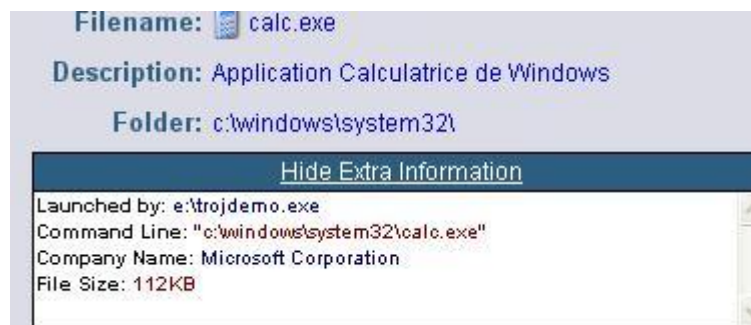 Filename: calc.exe
Description: Application Calculatrice de Windows
Folder: c:\windows\system32\
Hide Extra Information
Launched by: e:\trojdemo.exe
Command Line: "c:\windows\system32\calc.exe"
Company Name: Microsoft Corporation
File Size: 112KB